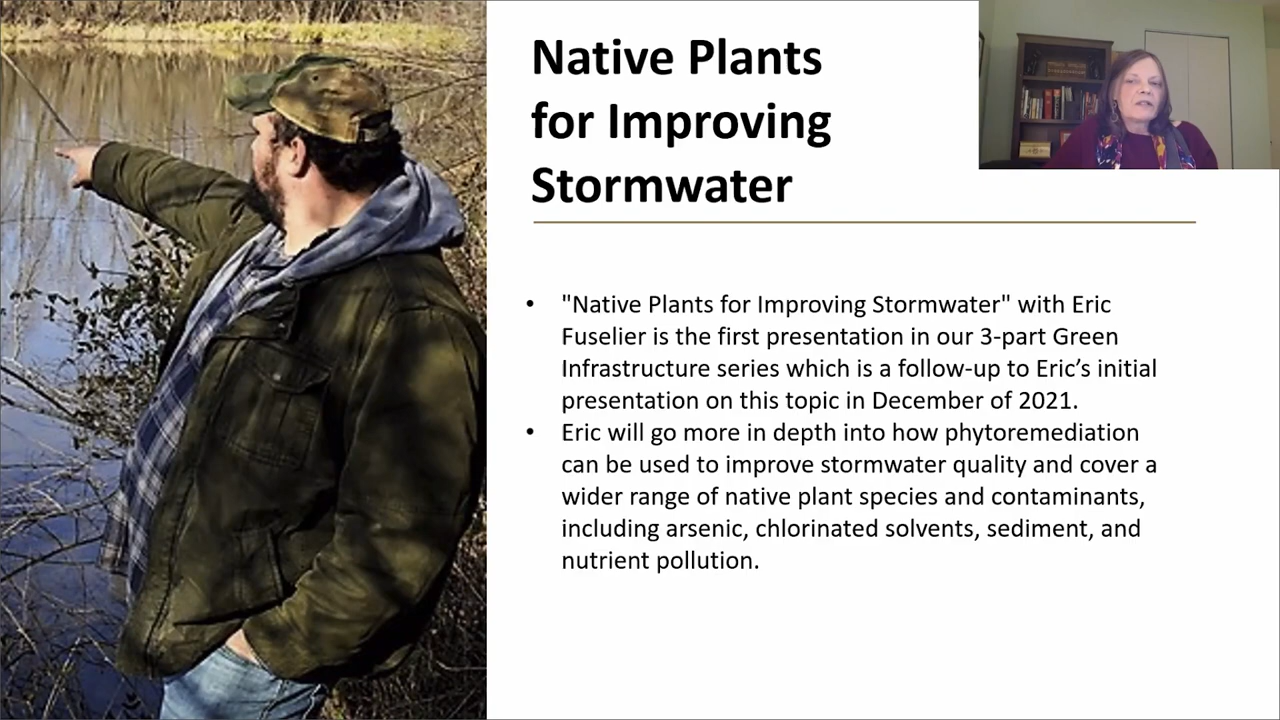 Native Plants
for Improving
Stormwater
• "Native Plants for Improving Stormwater" with Eric
Fuselier is the first presentation in our 3-part Green
Infrastructure series which is a follow-up to Eric’s initial
presentation on this topic in December of 2021.
• Eric will go more in depth into how phytoremediation
can be used to improve stormwater quality and cover a
wider range of native plant species and contaminants,
including arsenic, chlorinated solvents, sediment, and
nutrient pollution.